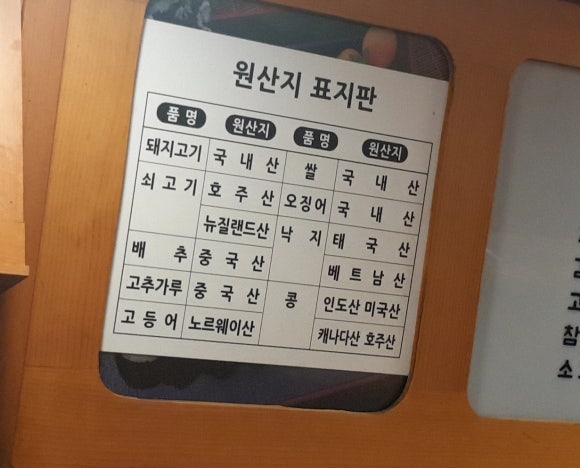 원산지 표지판
품 명 원산지 품 명 원산지
돼지고기 국 내 산 쌀 국 내 산
쇠 고 기 호 주 산 오징어 국 내 산
뉴질랜드산 낙 지 태 국 산
배 추 중 국 산 베 트 남 산
고추가루 중 국 산 콩 인도산 미국산
고 등 어 노르웨이산 캐나다산 호주산
고
참
소